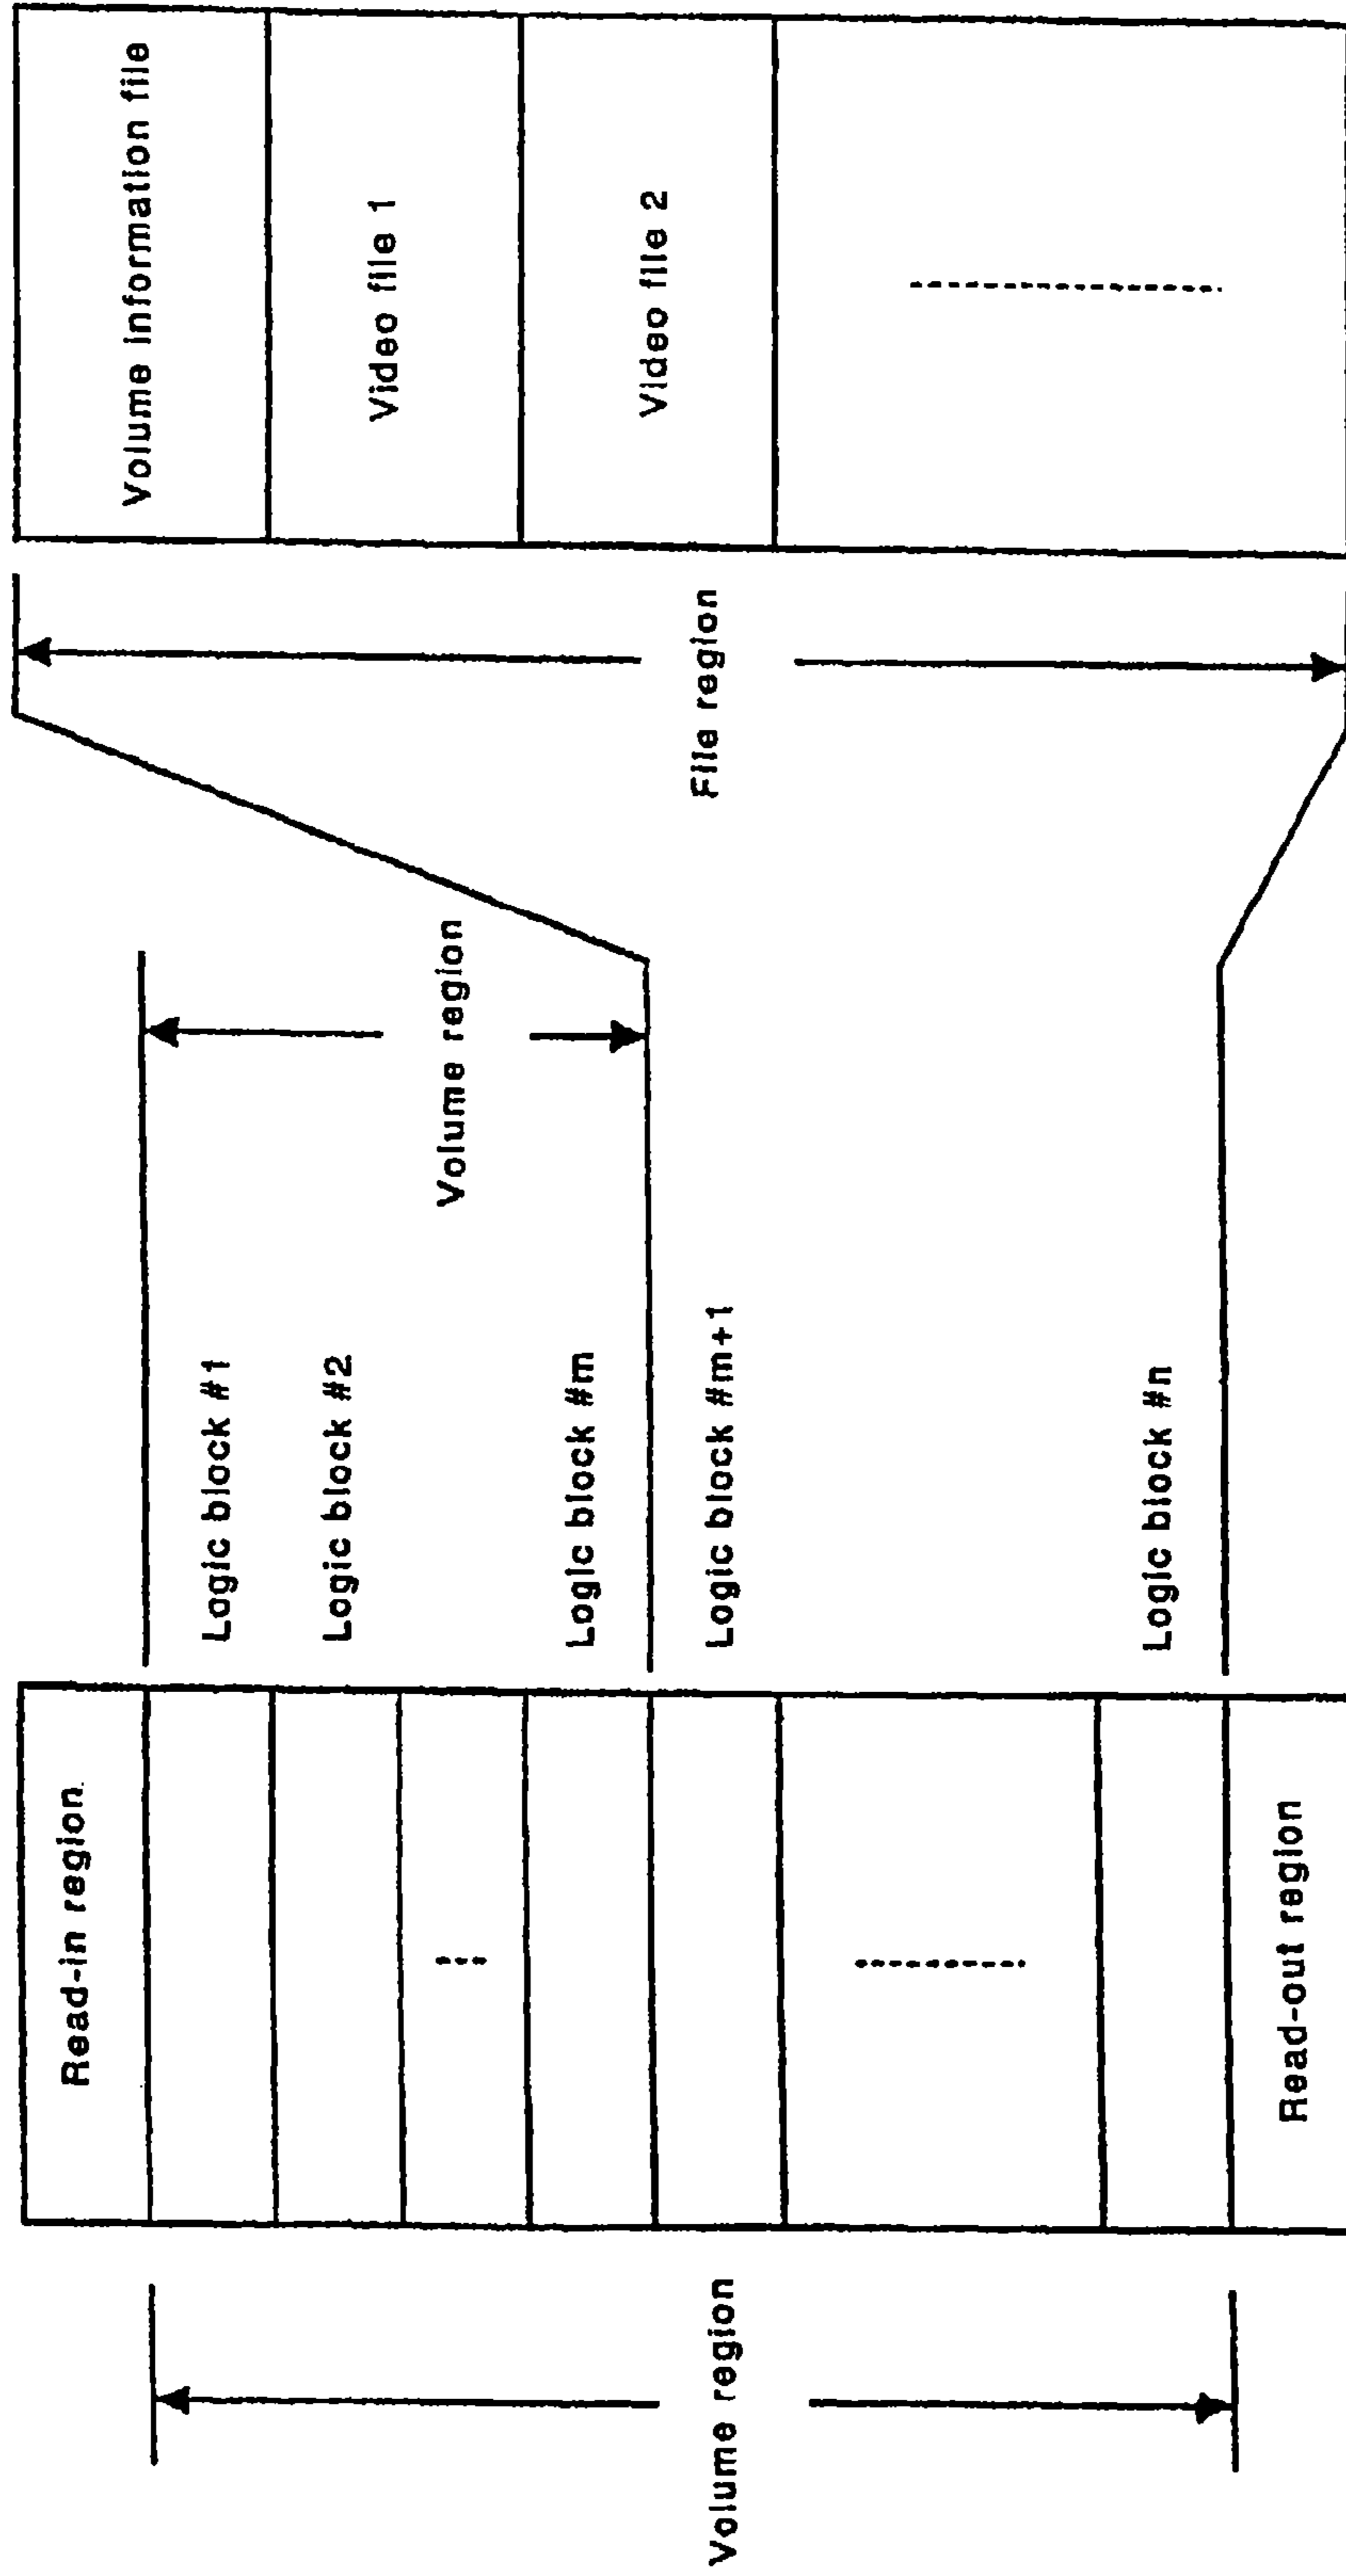 Volume region
Read-in region
Read-out region
Logic block #1
Logic block #2
Logic block #m
Logic block #m+1
Logic block #n
Volume region
File region
Volume information file
Video file 1
Video file 2